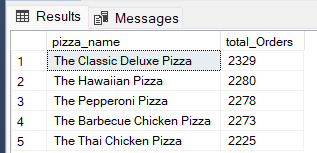 Results Messages
pizza_name total_Orders
1 The Classic Deluxe Pizza 2329
2 The Hawaiian Pizza 2280
3 The Pepperoni Pizza 2278
4 The Barbecue Chicken Pizza 2273
5 The Thai Chicken Pizza 2225